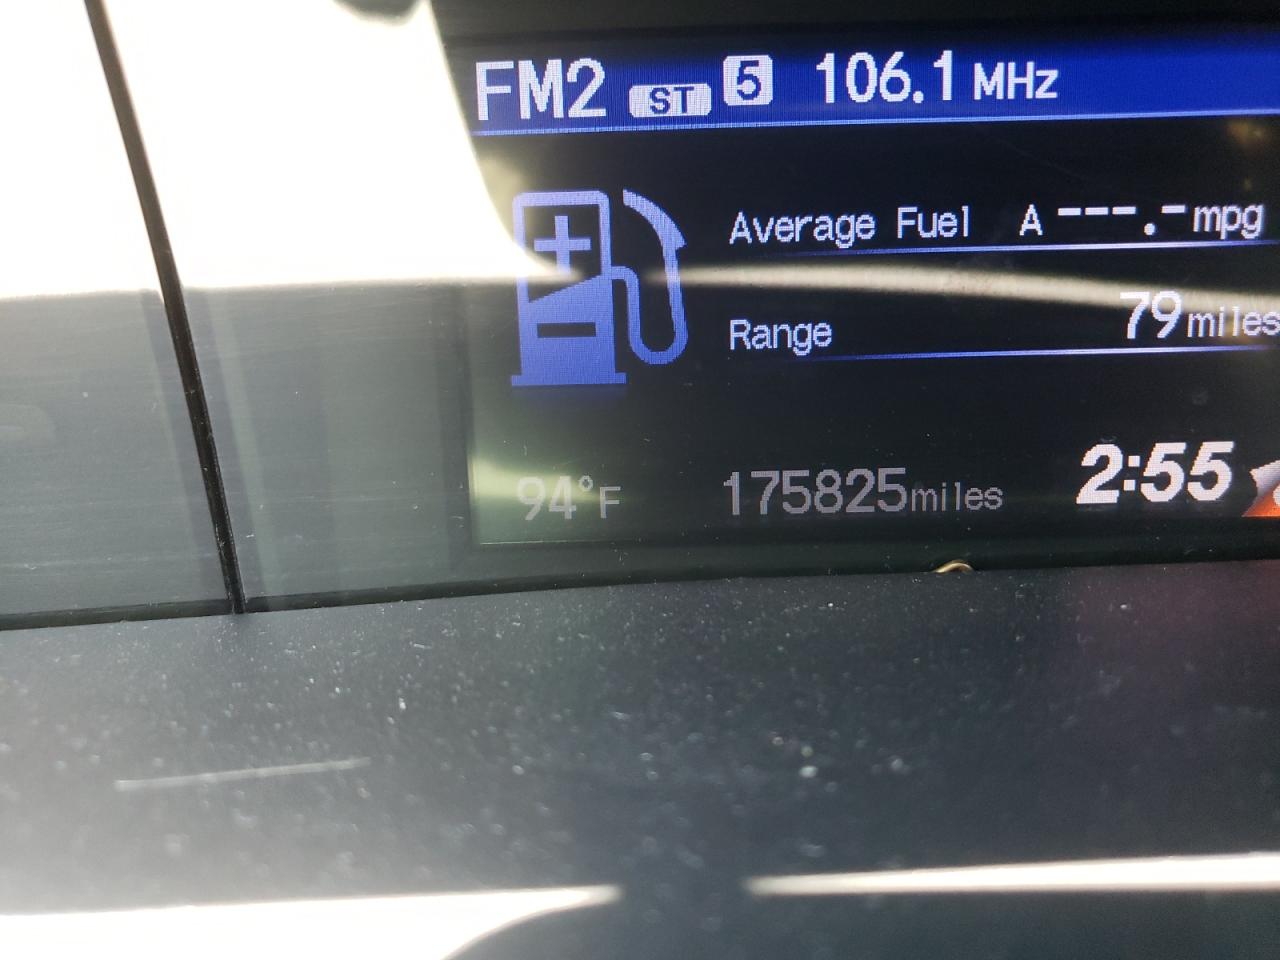 FM2 ST 5 106.1 MHz
Average Fuel A ---.- mpg
Range 79 miles
94°F 175825 miles 2:55